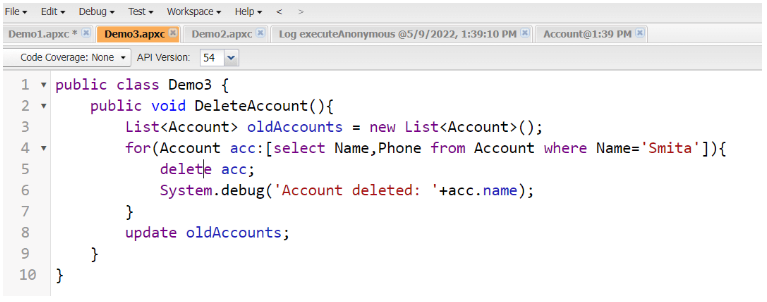 File Edit Debug Test Workspace Help < >
Demo1.apxc * Demo3.apxc Demo2.apxc Log executeAnonymous @5/9/2022, 1:39:10 PM Account@1:39 PM
Code Coverage: None API Version: 54
1 public class Demo3 {
2 public void DeleteAccount(){
3 List<Account> oldAccounts = new List<Account>();
4 for(Account acc:[select Name,Phone from Account where Name='Smita']){
5 delete acc;
6 System.debug('Account deleted: '+acc.name);
7 }
8 update oldAccounts;
9 }
10 }